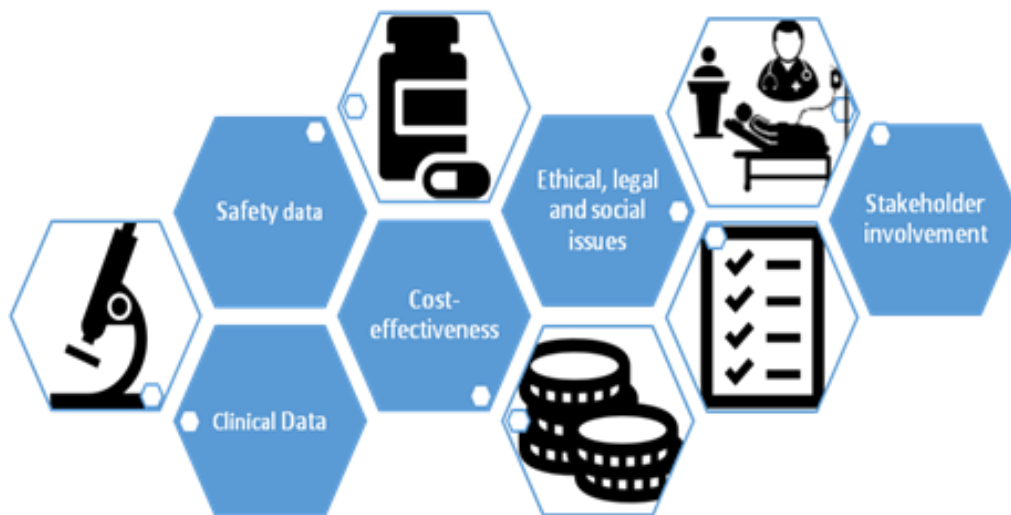 Safety data
Clinical Data
Cost-
effectiveness
Ethical, legal
and social
issues
Stakeholder
involvement